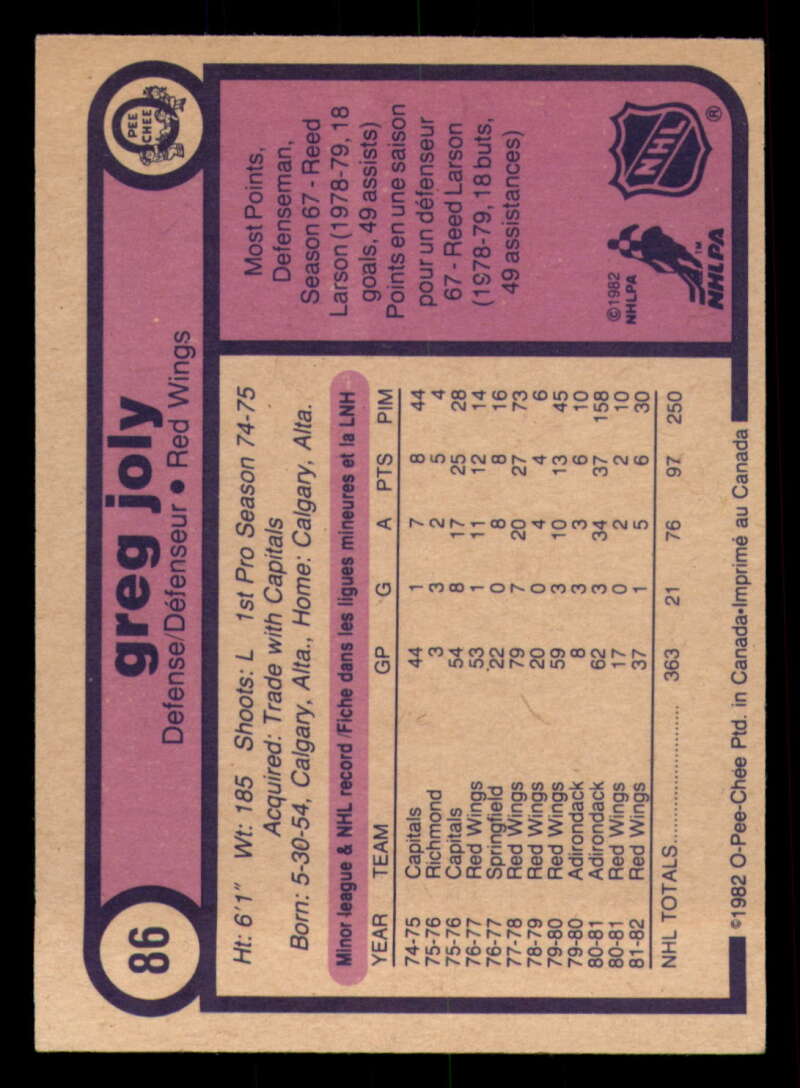 86
greg joly
Defense/Défenseur • Red Wings
PEE
CHEE
Ht: 6'1" Wt: 185 Shoots: L 1st Pro Season 74-75
Acquired: Trade with Capitals
Born: 5-30-54, Calgary, Alta., Home: Calgary, Alta.
Minor league & NHL record/Fiche dans les ligues mineures et la LNH
YEAR TEAM GP G A PTS PIM
74-75 Capitals 44 1 7 8 44
75-76 Richmond 3 3 2 5 4
75-76 Capitals 54 8 17 25 28
76-77 Red Wings 53 1 11 12 14
76-77 Springfield 22 0 8 8 16
77-78 Red Wings 79 7 20 27 73
78-79 Red Wings 20 0 4 4 6
79-80 Red Wings 59 3 10 13 45
79-80 Adirondack 8 3 3 6 10
80-81 Adirondack 62 3 34 37 158
80-81 Red Wings 17 0 2 2 10
81-82 Red Wings 37 1 5 6 30
NHL TOTALS.................... 363 21 76 97 250
Most Points,
Defenseman,
Season 67 - Reed
Larson (1978-79, 18
goals, 49 assists)
Points en une saison
pour un défenseur
67 - Reed Larson
(1978-79, 18 buts,
49 assistances)
©1982
NHLPA
NHLPA™
NHL®
©1982 O-Pee-Chee Ptd. in Canada•Imprimé au Canada